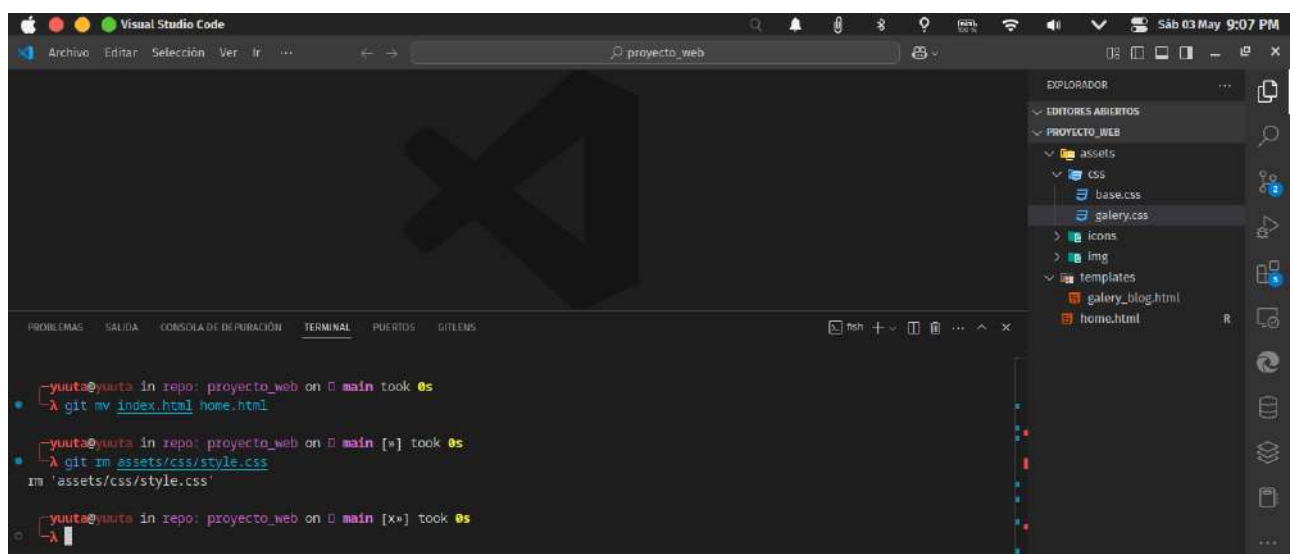 Visual Studio Code
Sáb 03 May 9:07 PM
Archivo Editar Selección Ver Ir ...
proyecto_web
EXPLORADOR
EDITORES ABIERTOS
PROYECTO_WEB
assets
css
base.css
galery.css
icons
img
templates
galery_blog.html
home.html R
2
5
PROBLEMAS SALIDA CONSOLA DE DEPURACIÓN TERMINAL PUERTOS GITLENS
fish
yuuta@yuuta in repo: proyecto_web on main took 0s
λ git mv index.html home.html
yuuta@yuuta in repo: proyecto_web on main [»] took 0s
λ git rm assets/css/style.css
rm 'assets/css/style.css'
yuuta@yuuta in repo: proyecto_web on main [x»] took 0s
λ